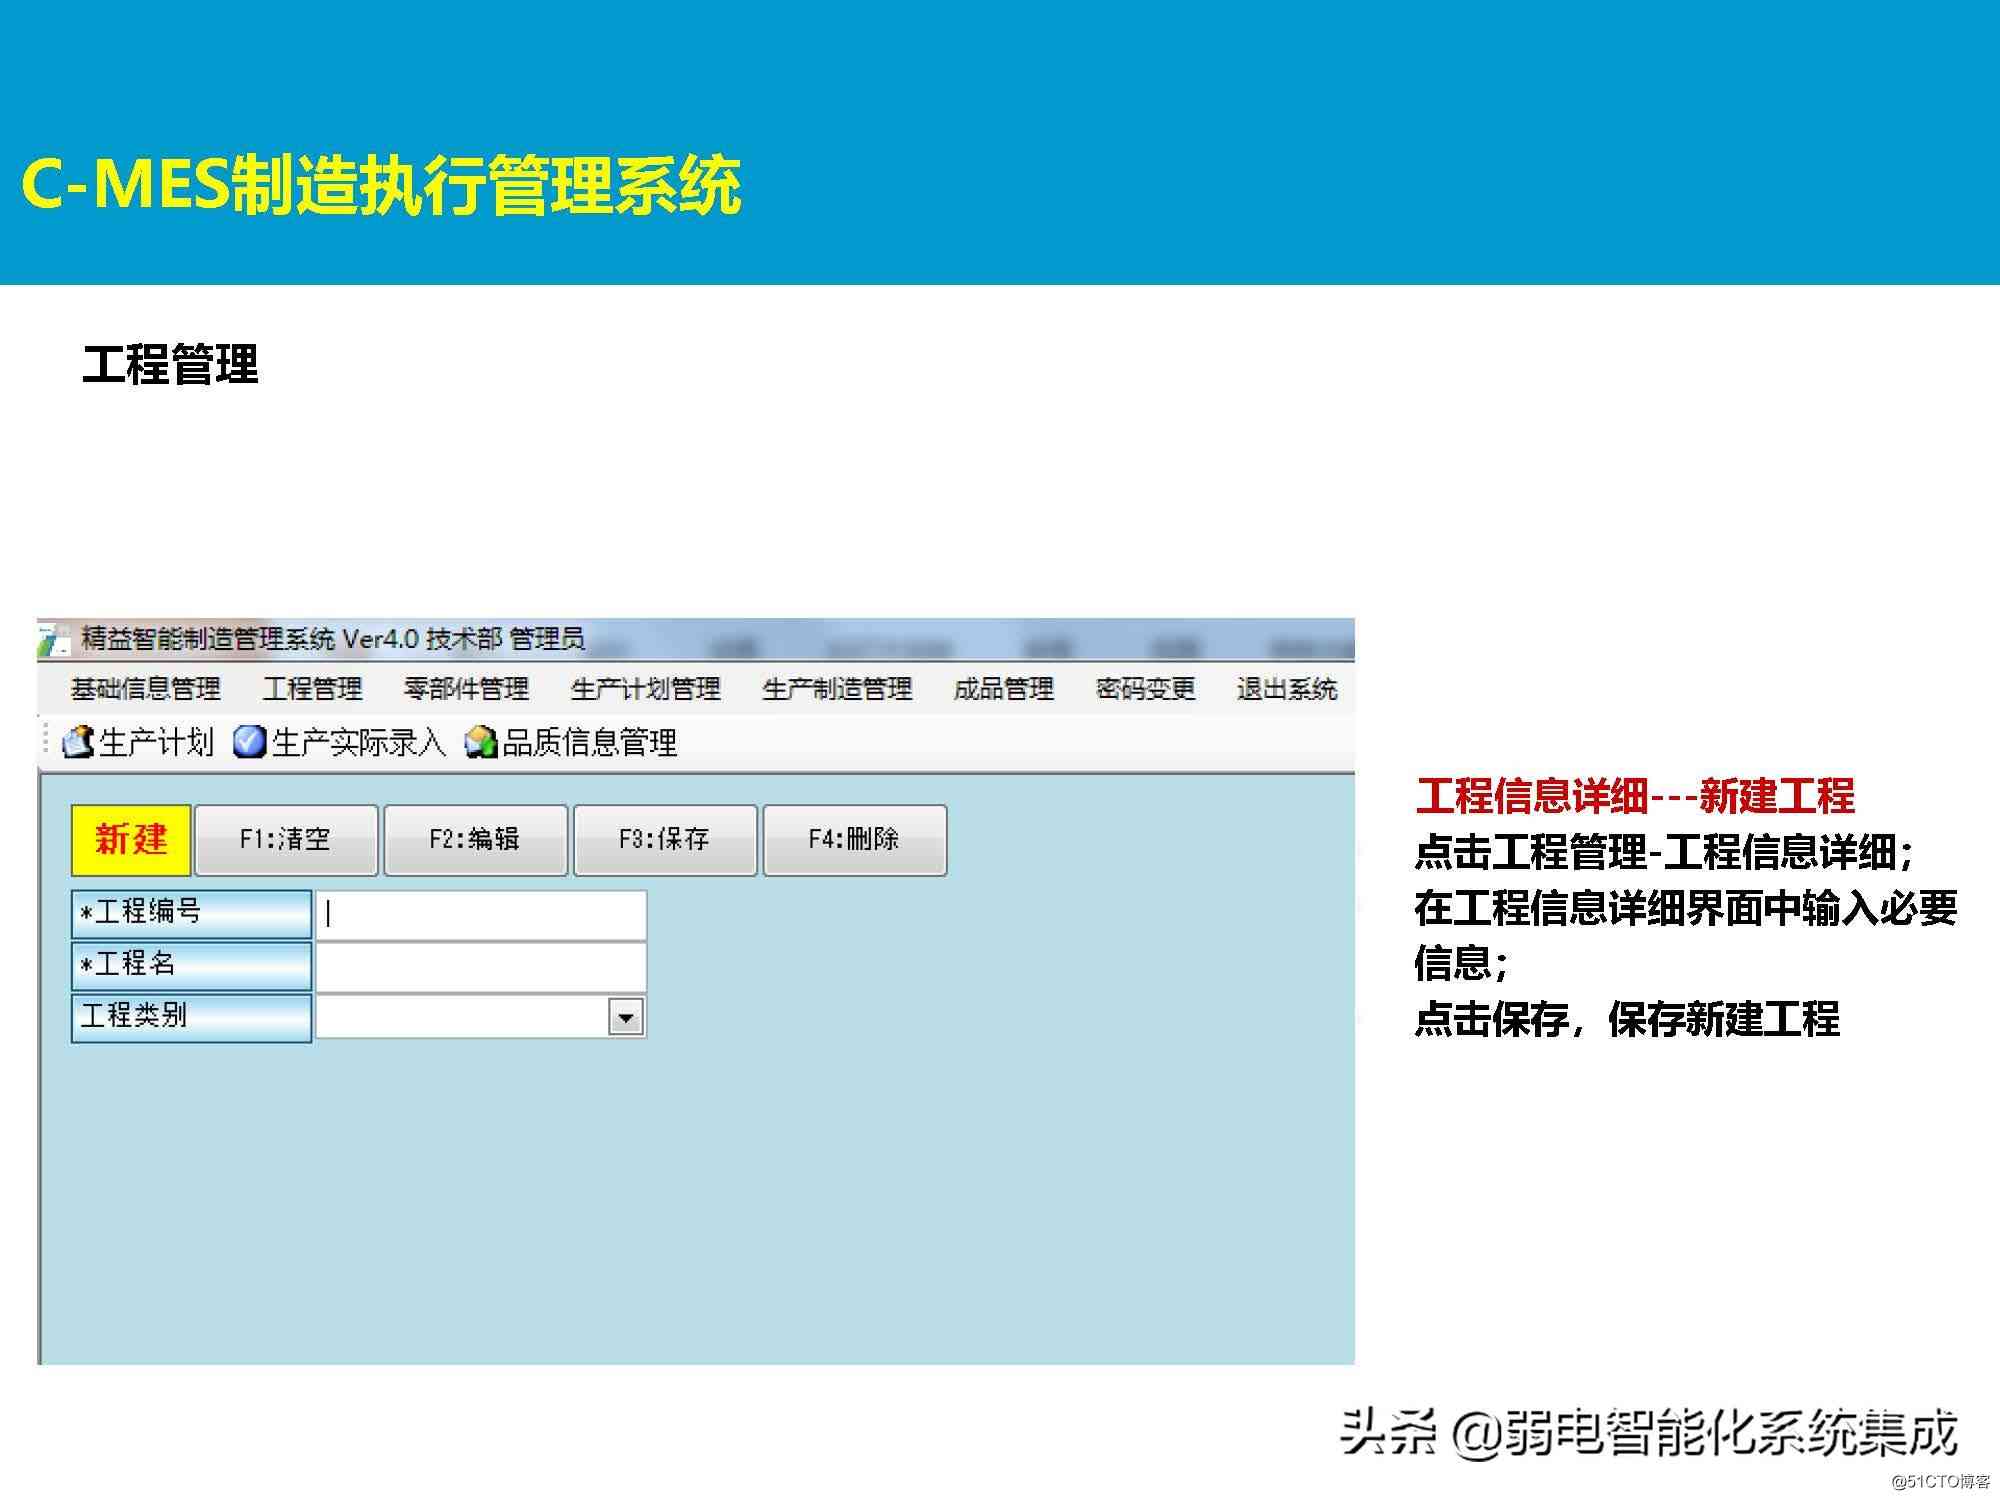 C-MES制造执行管理系统
工程管理
精益智能制造管理系统 Ver4.0 技术部 管理员
基础信息管理 工程管理 零部件管理 生产计划管理 生产制造管理 成品管理 密码变更 退出系统
生产计划 生产实际录入 品质信息管理
新建 F1:清空 F2:编辑 F3:保存 F4:删除
*工程编号
*工程名
工程类别
工程信息详细---新建工程
点击工程管理-工程信息详细；
在工程信息详细界面中输入必要
信息；
点击保存，保存新建工程
头条 @弱电智能化系统集成
@51CTO博客